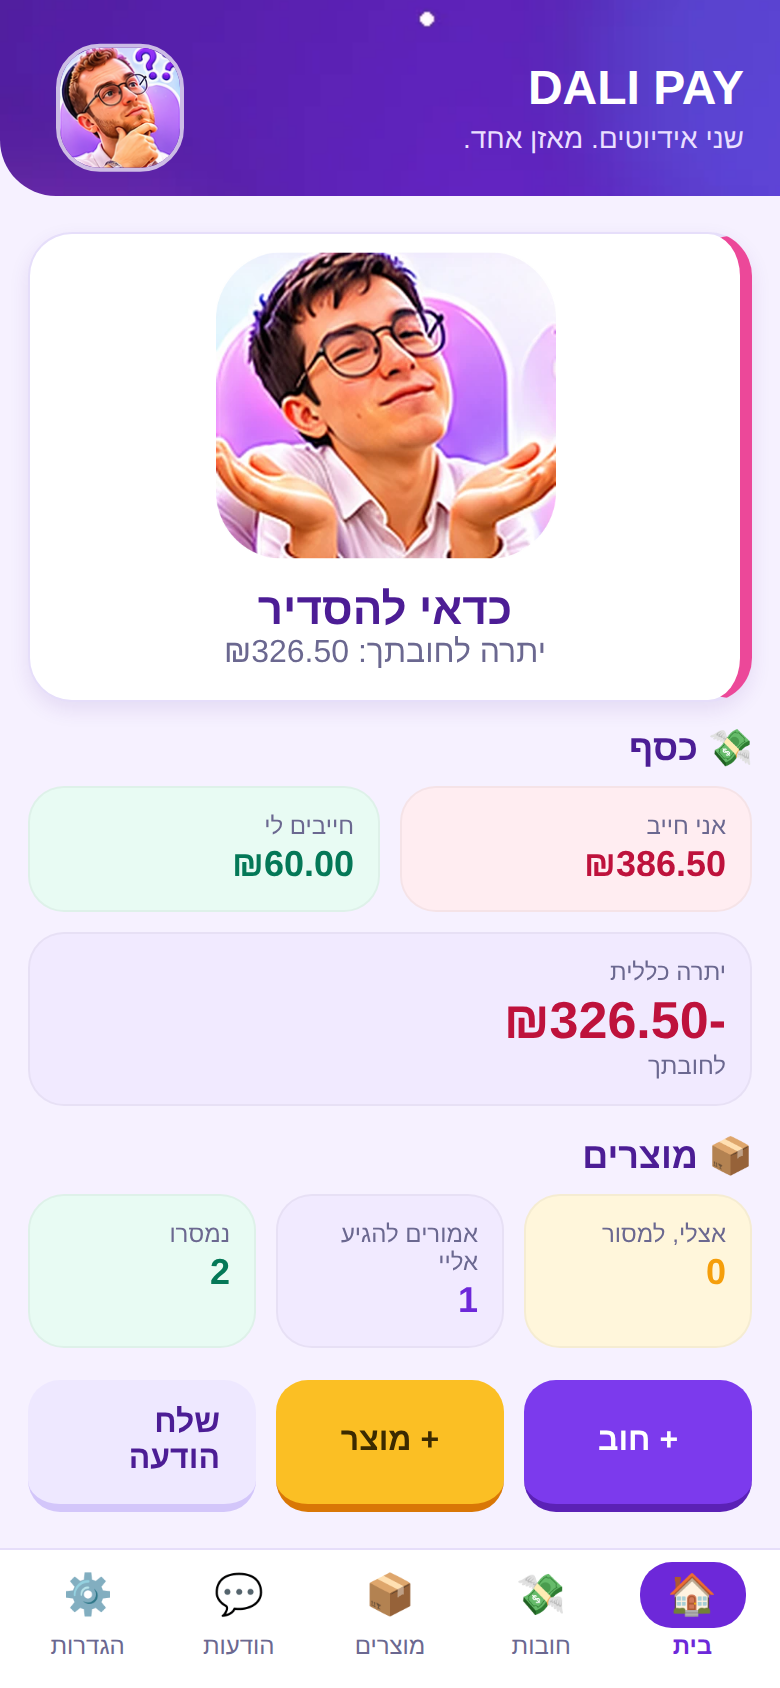 DALI PAY
שני אידיוטים. מאזן אחד.
??
כדאי להסדיר
יתרה לחובתך: 326.50₪
כסף
אני חייב
386.50₪
חייבים לי
60.00₪
יתרה כללית
-326.50₪
לחובתך
מוצרים
אצלי, למסור
0
אמורים להגיע
אליי
1
נמסרו
2
+ חוב
+ מוצר
שלח
הודעה
בית
חובות
מוצרים
הודעות
הגדרות